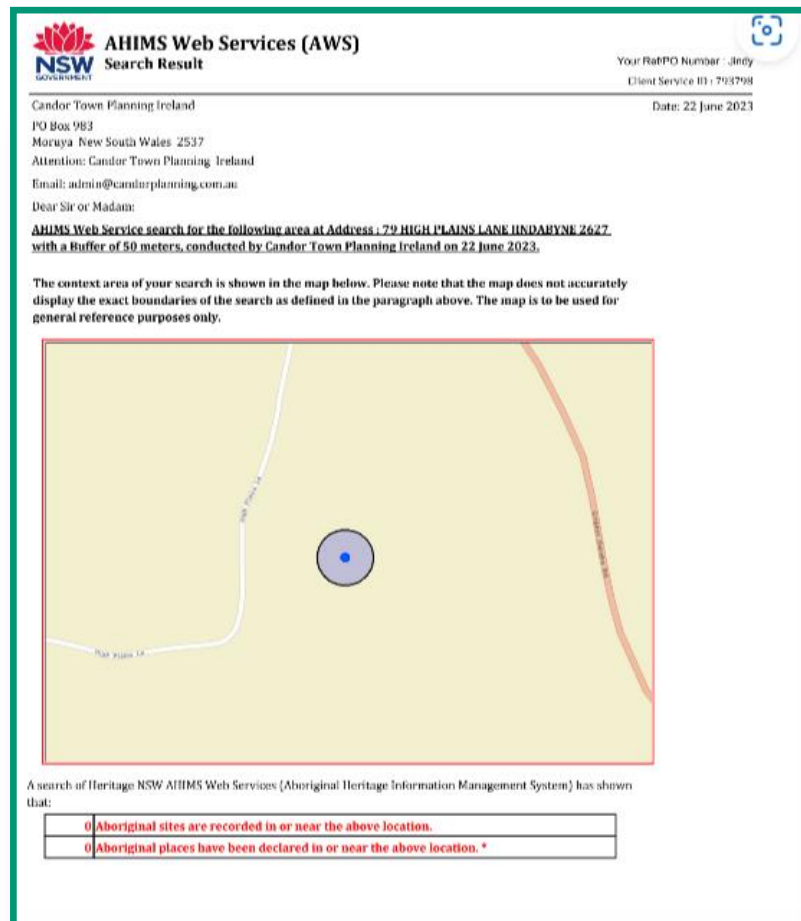 AHIMS Web Services (AWS)
Search Result
NSW
GOVERNMENT
Your Ref/PO Number : Jindy
Client Service ID : 793798
Candor Town Planning Ireland
Date: 22 June 2023
PO Box 983
Moruya New South Wales 2537
Attention: Candor Town Planning Ireland
Email: admin@candorplanning.com.au
Dear Sir or Madam:
AHIMS Web Service search for the following area at Address : 79 HIGH PLAINS LANE JINDABYNE 2627
with a Buffer of 50 meters, conducted by Candor Town Planning Ireland on 22 June 2023.
The context area of your search is shown in the map below. Please note that the map does not accurately
display the exact boundaries of the search as defined in the paragraph above. The map is to be used for
general reference purposes only.
High Plains Ln
High Plains Ln
A search of Heritage NSW AHIMS Web Services (Aboriginal Heritage Information Management System) has shown
that:
0 Aboriginal sites are recorded in or near the above location.
0 Aboriginal places have been declared in or near the above location. *